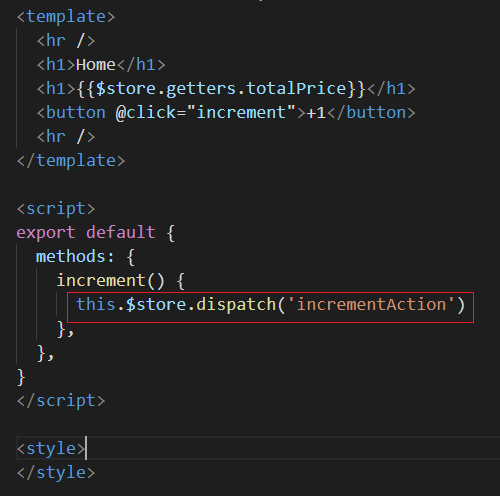 <template>
<hr />
<h1>Home</h1>
<h1>{{$store.getters.totalPrice}}</h1>
<button @click="increment">+1</button>
<hr />
</template>
<script>
export default {
methods: {
increment() {
this.$store.dispatch('incrementAction')
},
},
}
</script>
<style>
</style>